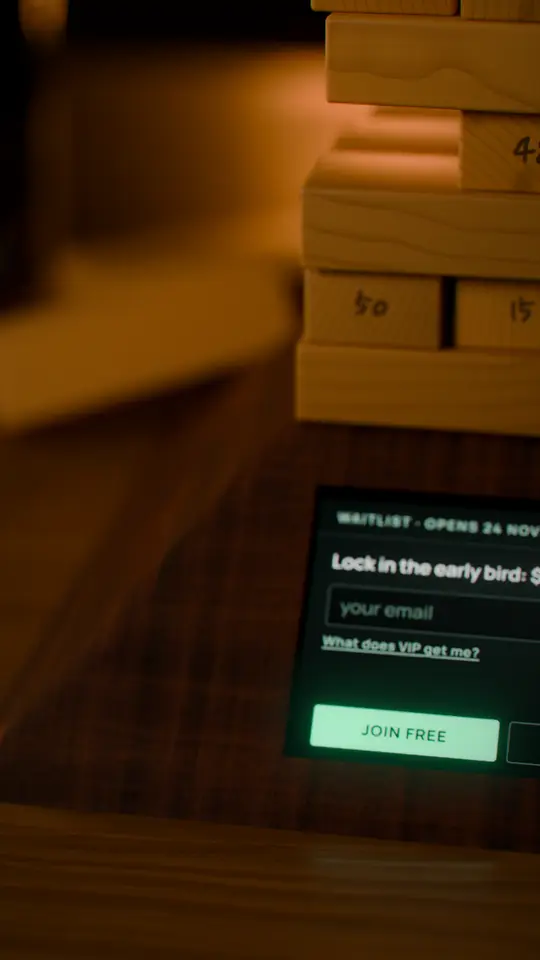 50
15
WAITLIST · OPENS 24 NOV
Lock in the early bird: $
your email
What does VIP get me?
JOIN FREE